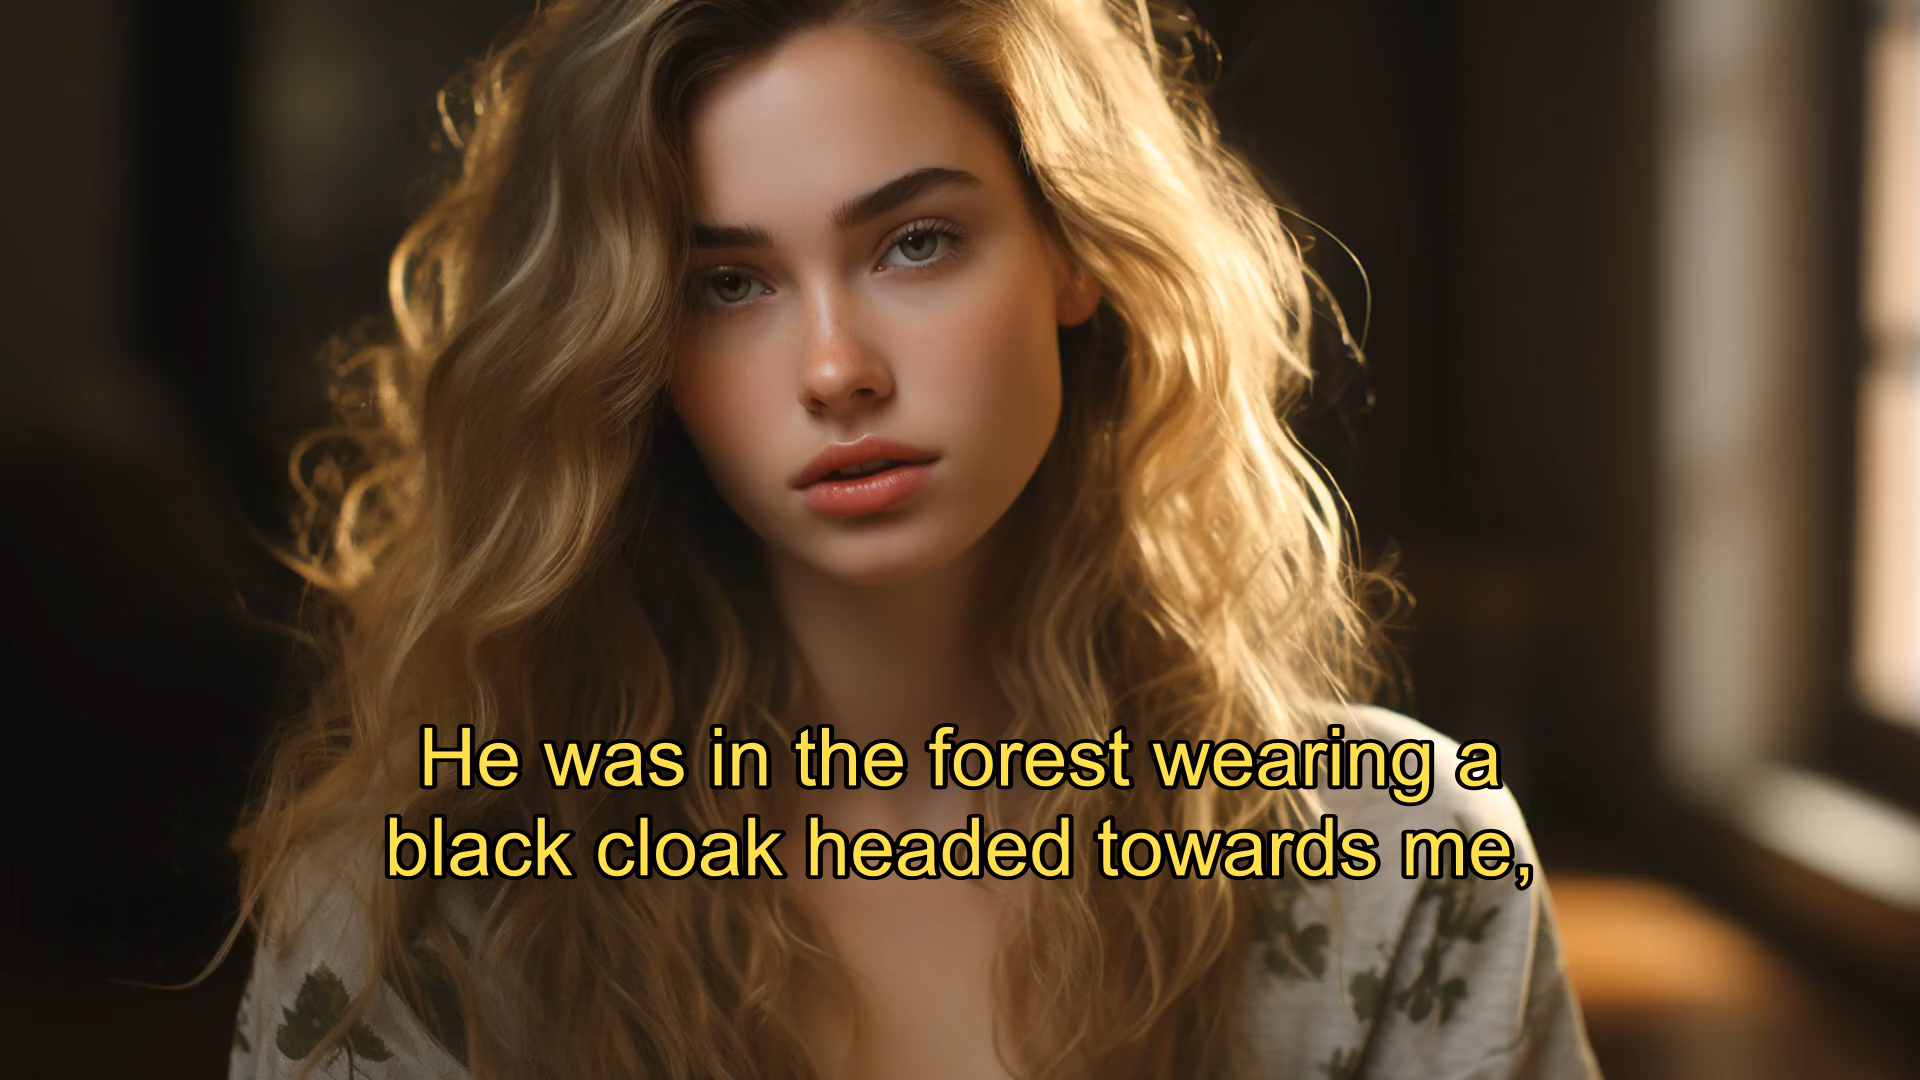 He was in the forest wearing a
black cloak headed towards me,